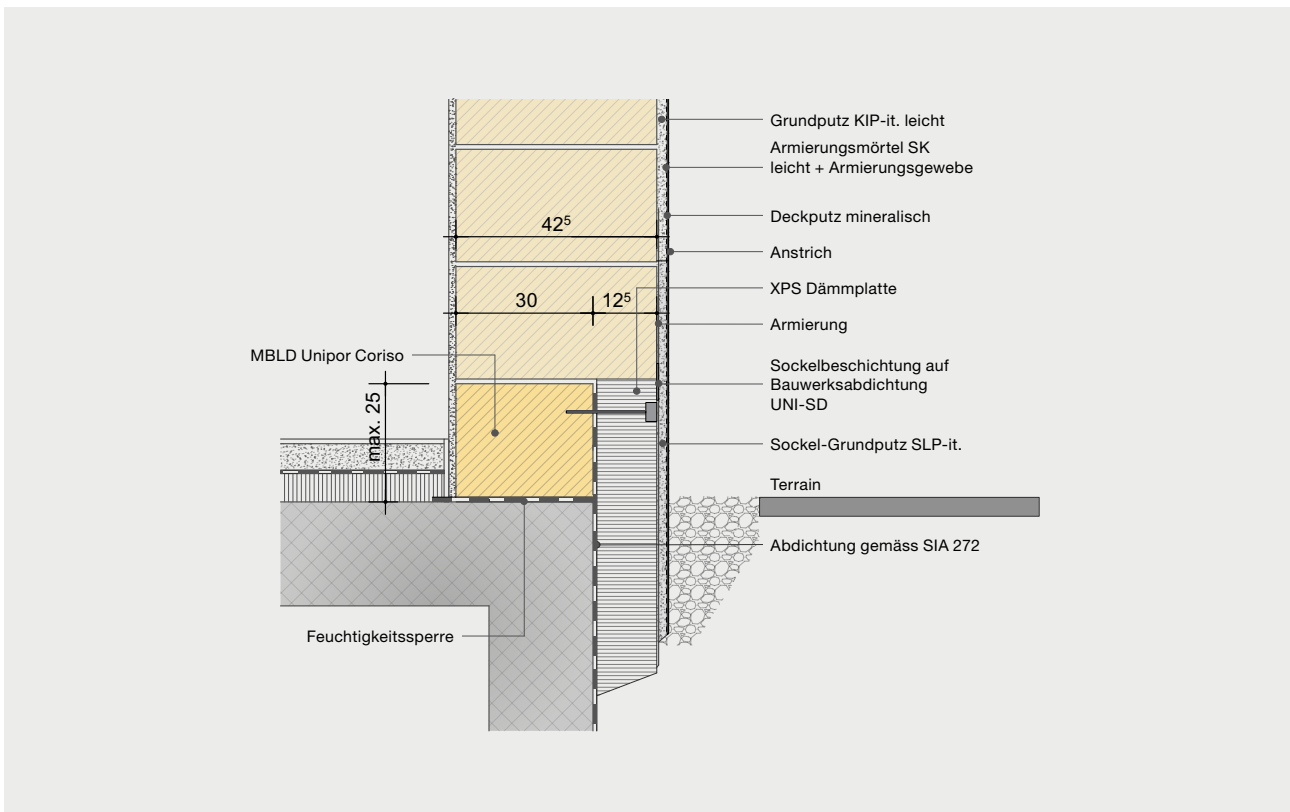 Grundputz KIP-it. leicht
Armierungsmörtel SK
leicht + Armierungsgewebe
Deckputz mineralisch
42⁵
Anstrich
XPS Dämmplatte
30
12⁵
Armierung
MBLD Unipor Coriso
Sockelbeschichtung auf
Bauwerksabdichtung
UNI-SD
max. 25
Sockel-Grundputz SLP-it.
Terrain
Abdichtung gemäss SIA 272
Feuchtigkeitssperre